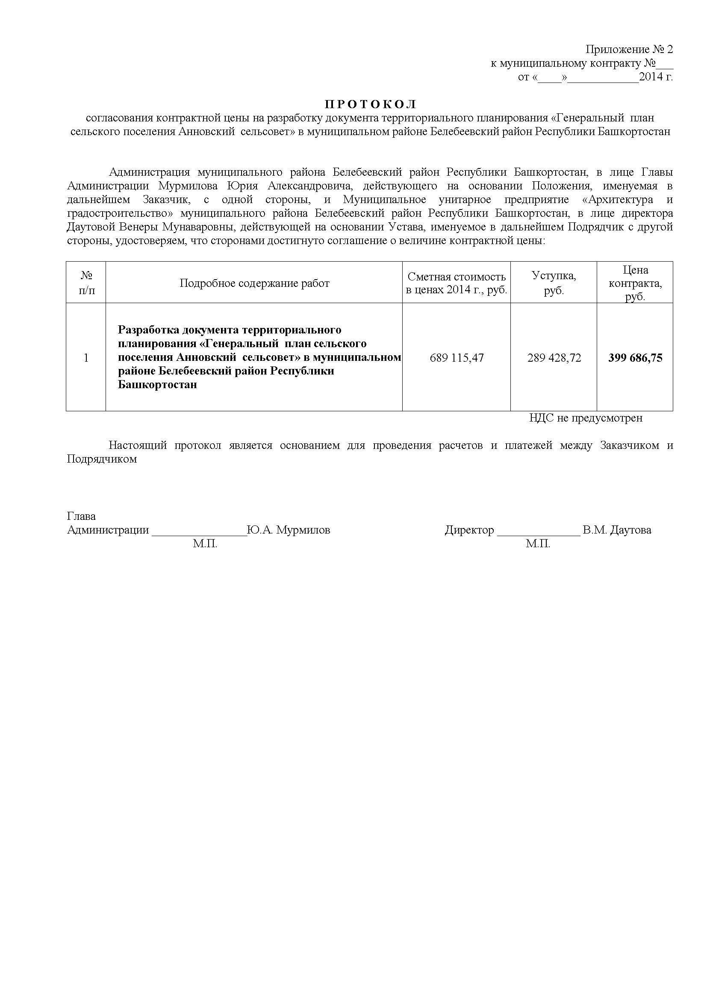 Приложение № 2
к муниципальному контракту №___
от «____»____________2014 г.
П Р О Т О К О Л
согласования контрактной цены на разработку документа территориального планирования «Генеральный план
сельского поселения Анновский сельсовет» в муниципальном районе Белебеевский район Республики Башкортостан
Администрация муниципального района Белебеевский район Республики Башкортостан, в лице Главы
Администрации Мурмилова Юрия Александровича, действующего на основании Положения, именуемая в
дальнейшем Заказчик, с одной стороны, и Муниципальное унитарное предприятие «Архитектура и
градостроительство» муниципального района Белебеевский район Республики Башкортостан, в лице директора
Даутовой Венеры Мунаваровны, действующей на основании Устава, именуемое в дальнейшем Подрядчик с другой
стороны, удостоверяем, что сторонами достигнуто соглашение о величине контрактной цены:
№
п/п
Подробное содержание работ
Сметная стоимость
в ценах 2014 г., руб.
Уступка,
руб.
Цена
контракта,
руб.
1
Разработка документа территориального
планирования «Генеральный план сельского
поселения Анновский сельсовет» в муниципальном
районе Белебеевский район Республики
Башкортостан
689 115,47
289 428,72
399 686,75
НДС не предусмотрен
Настоящий протокол является основанием для проведения расчетов и платежей между Заказчиком и
Подрядчиком
Глава
Администрации ________________Ю.А. Мурмилов
М.П.
Директор ______________ В.М. Даутова
М.П.